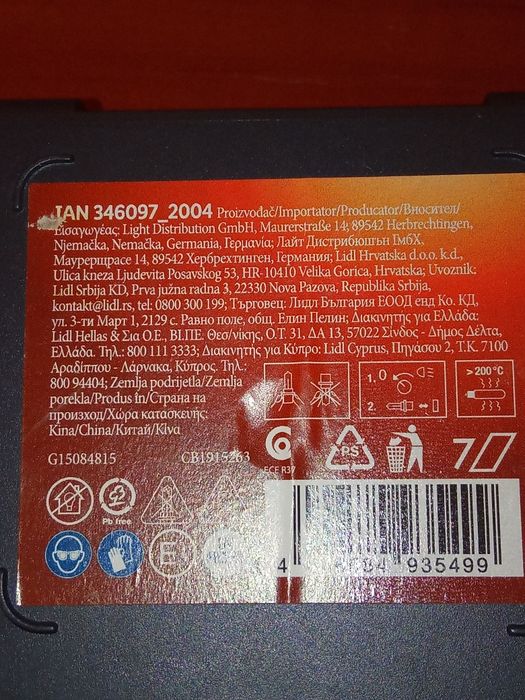 IAN 346097_2004 Proizvođač/Importator/Producator/Вносител/
Εισαγωγέας: Light Distribution GmbH, Maurerstraße 14; 89542 Herbrechtingen,
Njemačka, Nemačka, Germania, Германия; Лайт Дистрибюшън ГмбХ,
Маурерщрасе 14, 89542 Хербрехтинген, Германия; Lidl Hrvatska d.o.o. k.d.,
Ulica kneza Ljudevita Posavskog 53, HR-10410 Velika Gorica, Hrvatska; Uvoznik:
Lidl Srbija KD, Prva južna radna 3, 22330 Nova Pazova, Republika Srbija,
kontakt@lidl.rs, tel: 0800 300 199; Търговец: Лидл България ЕООД енд Ко. КД,
ул. 3-ти Март 1, 2129 с. Равно поле, общ. Елин Пелин; Διακινητής για Ελλάδα:
Lidl Hellas & Σια Ο.Ε., ΒΙ.ΠΕ. Θεσ/νίκης, Ο.Τ. 31, ΔΑ 13, 57022 Σίνδος - Δήμος Δέλτα,
Ελλάδα. Τηλ.: 800 111 3333; Διακινητής για Κύπρο: Lidl Cyprus, Πηγάσου 2, Τ.Κ. 7100
Αραδίππου - Λάρνακα, Κύπρος. Τηλ.:
800 94404; Zemlja podrijetla/Zemlja
porekla/Produs în/Страна на
произход/Χώρα κατασκευής:
Kina/China/Китай/Κίνα
1. 0
2.
> 200°C
G15084815 CB1915263
ECE R37
PS
7
Pb free
E
4 935499